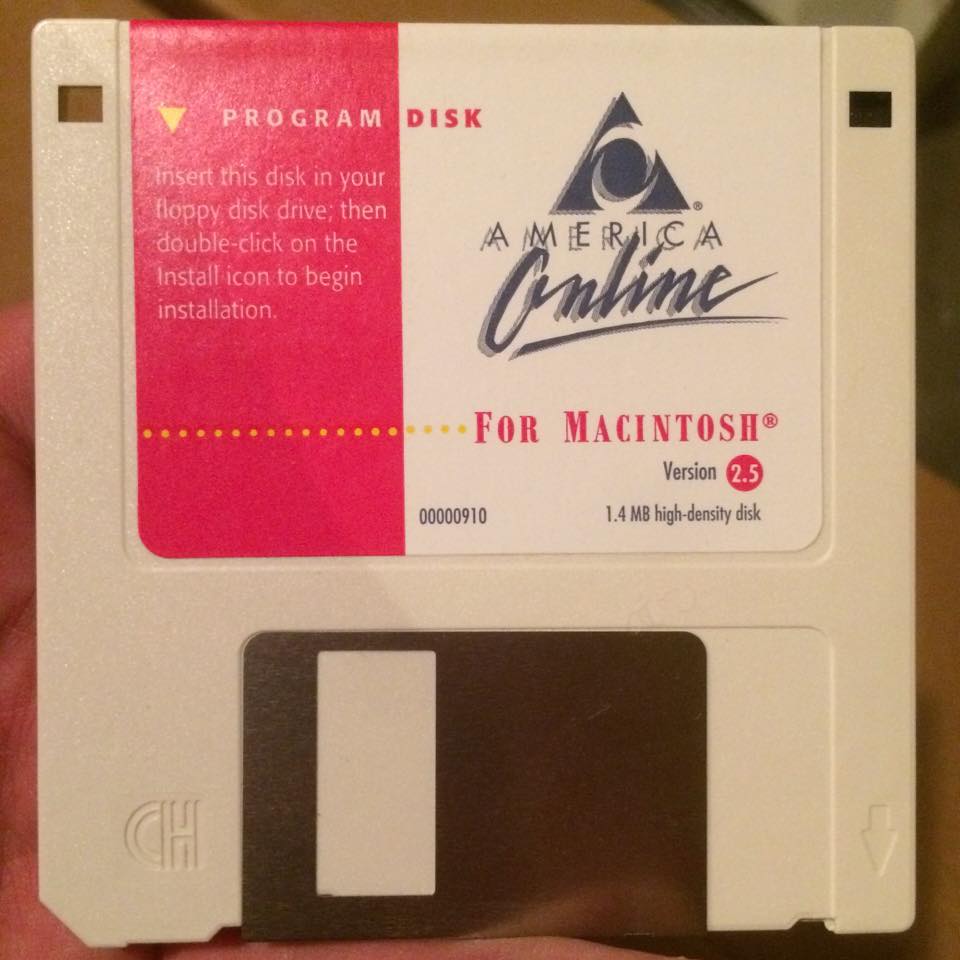 PROGRAM DISK
Insert this disk in your
floppy disk drive; then
double-click on the
Install icon to begin
installation.
AMERICA
Online
®
FOR MACINTOSH®
Version 2.5
00000910
1.4 MB high-density disk
HD